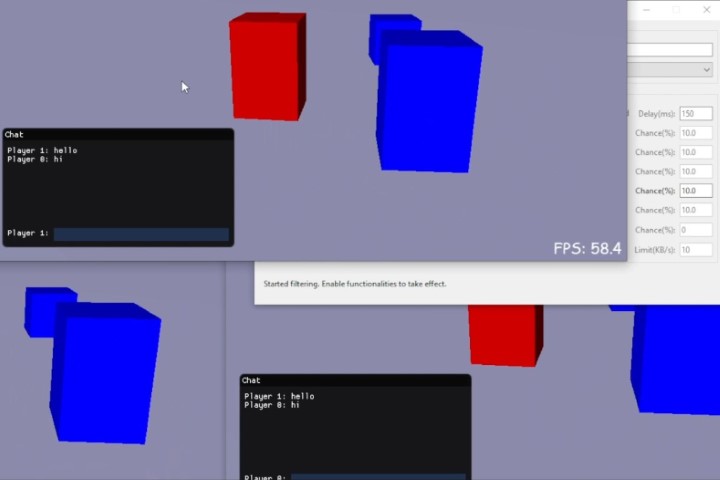 Chat
Player 1: hello
Player 0: hi
Player 1:
FPS: 58.4
Delay(ms): 150
Chance(%): 10.0
Chance(%): 10.0
Chance(%): 10.0
Chance(%): 10.0
Chance(%): 10.0
Chance(%): 0
Limit(KB/s): 10
Started filtering. Enable functionalities to take effect.
Chat
Player 1: hello
Player 0: hi
Player 0: